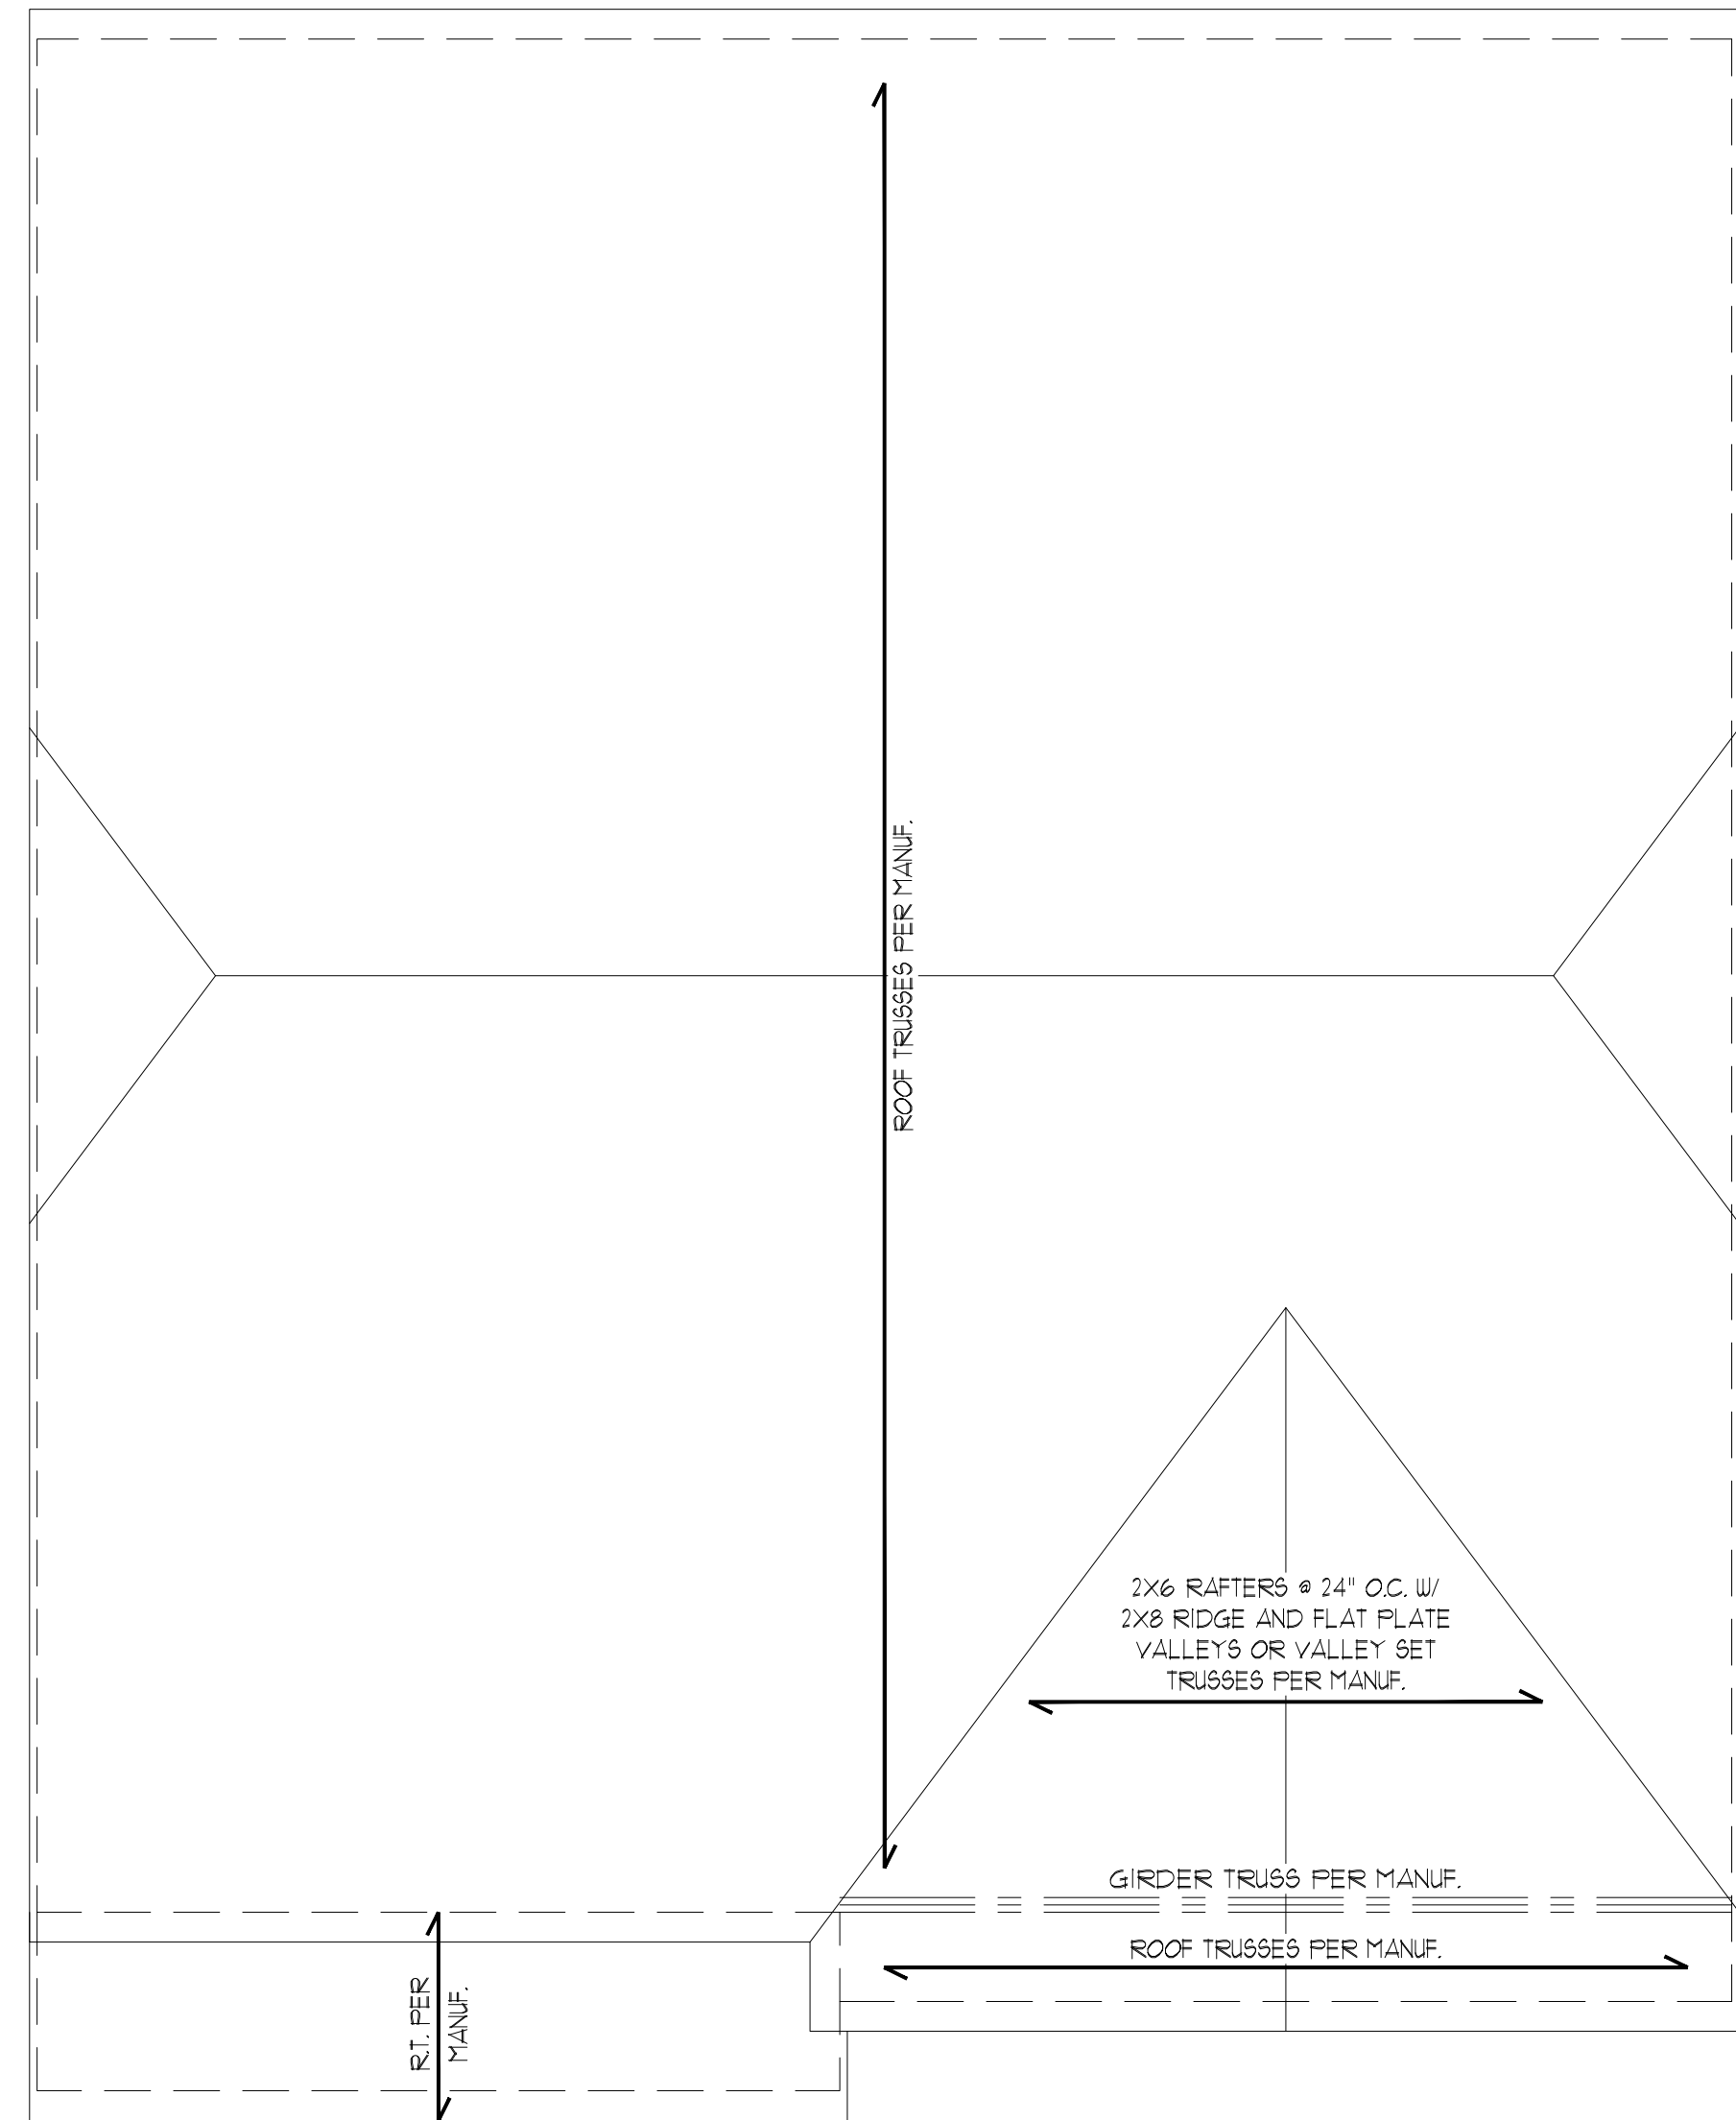 ROOF TRUSSES PER MANUF.
2X6 RAFTERS @ 24" O.C. W/
2X8 RIDGE AND FLAT PLATE
VALLEYS OR VALLEY SET
TRUSSES PER MANUF.
GIRDER TRUSS PER MANUF.
ROOF TRUSSES PER MANUF.
R.T. PER
MANUF.